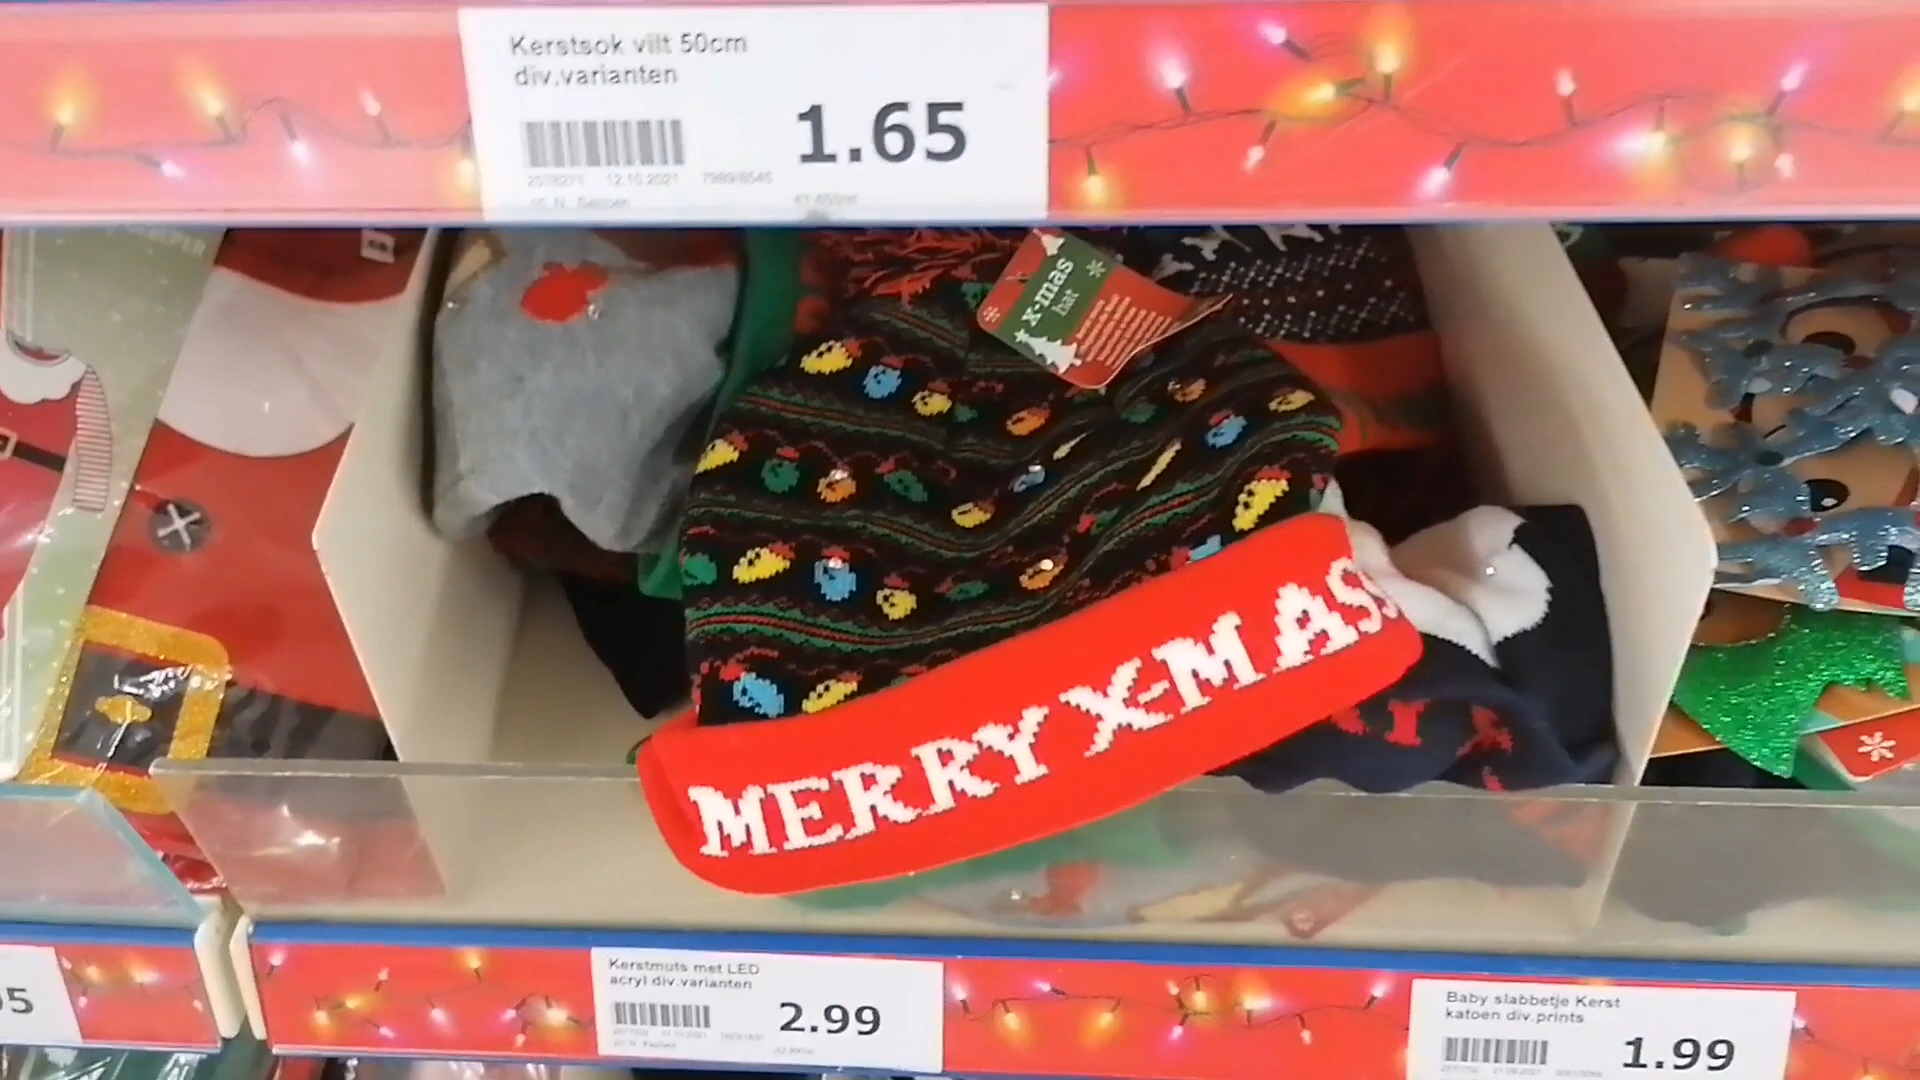 Kerstsok vilt 50cm
div.varianten
1.65
12.10.2021
x-mas
hat
MERRY X-MAS
Kerstmuts met LED
acryl div.varianten
2.99
Baby slabbetje Kerst
katoen div.prints
1.99